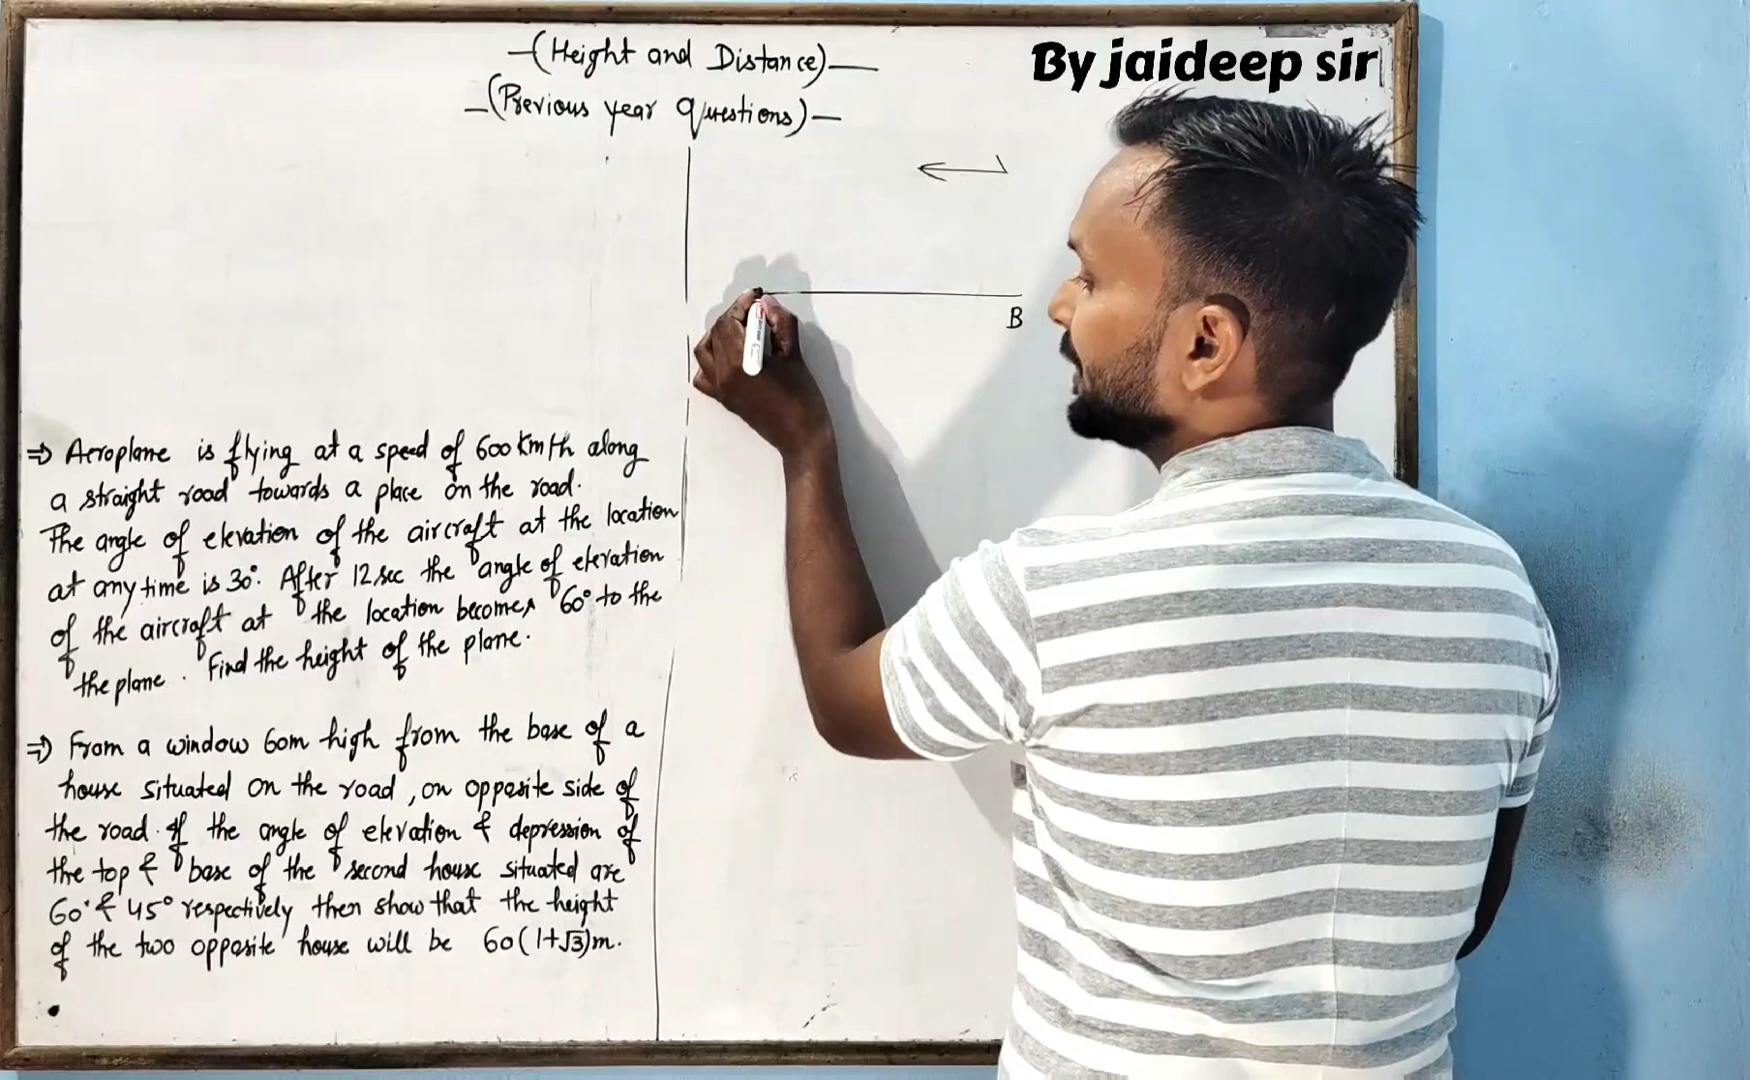 (Height and Distance)
By jaideep sir
(Previous year Questions)
B
⇒ Aeroplane is flying at a speed of 600 Km/h along
a straight road towards a place on the road.
The angle of elevation of the aircraft at the location
at any time is 30°. After 12 sec the angle of elevation
of the aircraft at the location becomes 60° to the
the plane. Find the height of the plane.
⇒ From a window 60m high from the base of a
house situated on the road, on opposite side of
the road. If the angle of elevation & depression of
the top & base of the second house situated are
60° & 45° respectively then show that the height
of the two opposite house will be 60(1+√3)m.